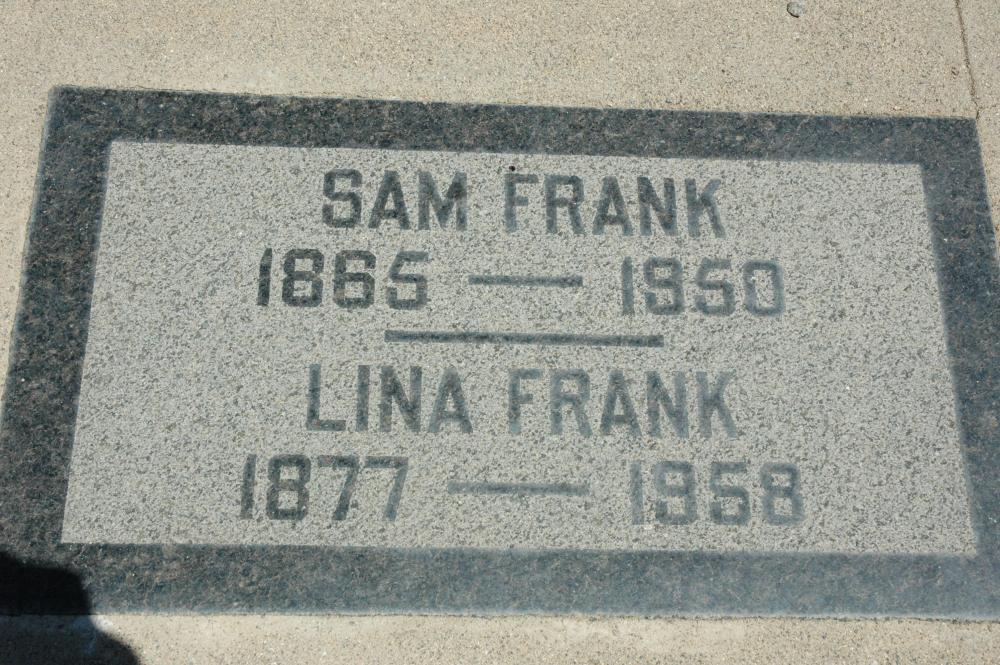 SAM FRANK
1865 — 1950
LINA FRANK
1877 — 1958